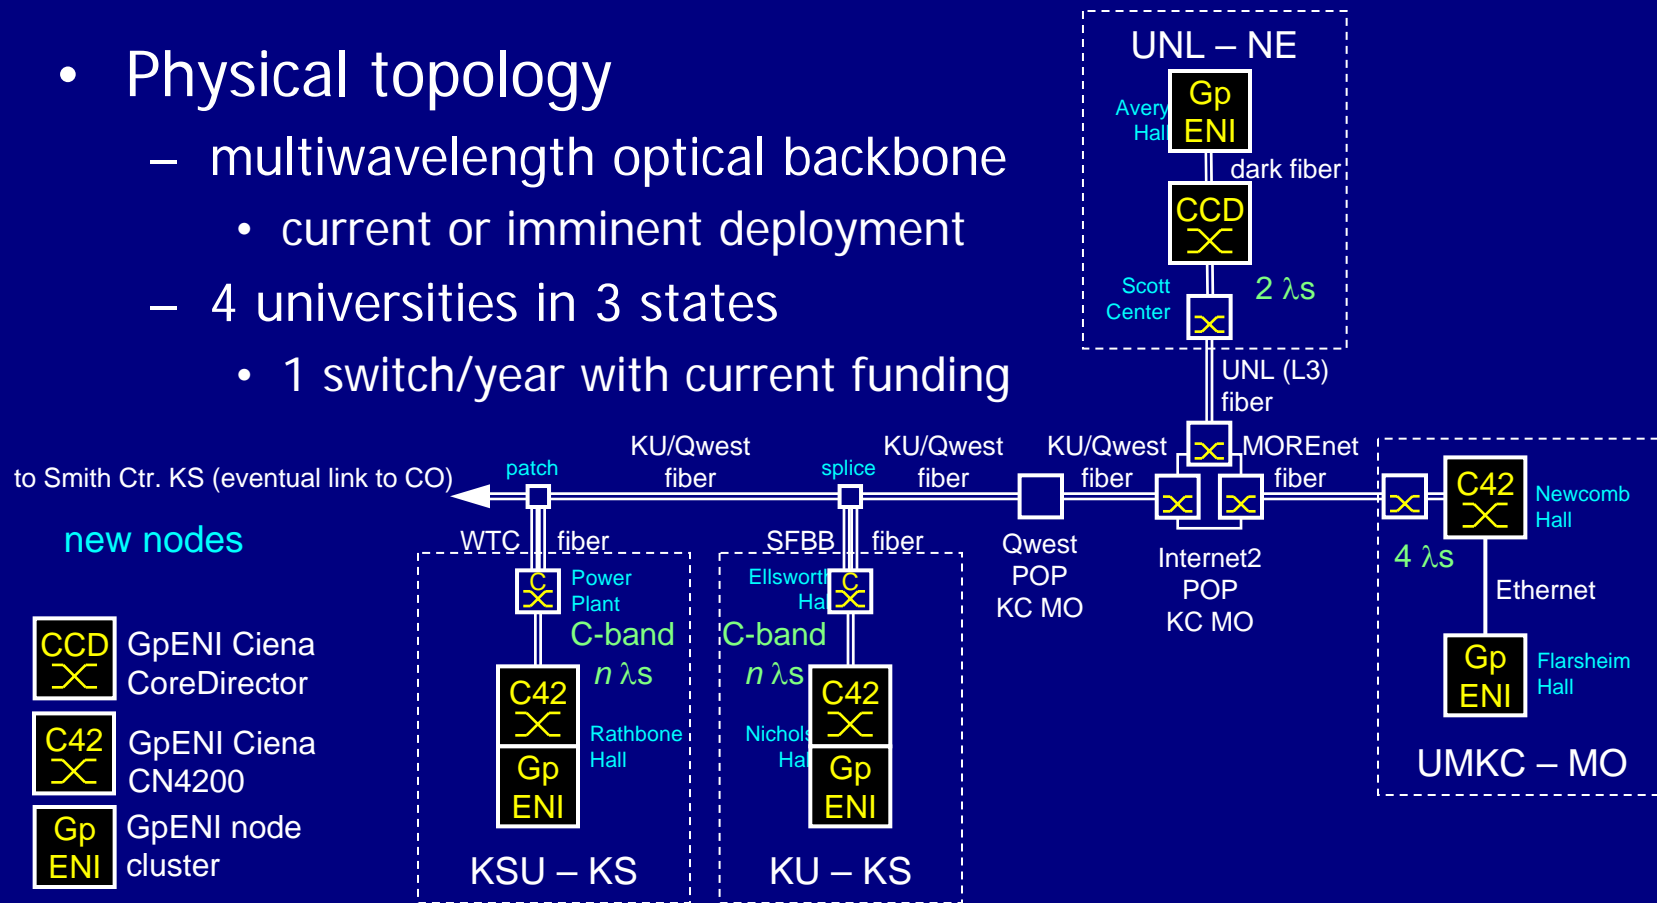 • Physical topology
– multiwavelength optical backbone
• current or imminent deployment
– 4 universities in 3 states
• 1 switch/year with current funding
UNL – NE
Avery
Hall
Gp
ENI
dark fiber
CCD
Scott
Center
2 λs
UNL (L3)
fiber
to Smith Ctr. KS (eventual link to CO)
patch
KU/Qwest
fiber
splice
KU/Qwest
fiber
KU/Qwest
fiber
MOREnet
fiber
new nodes
WTC fiber
SFBB fiber
Qwest
POP
KC MO
Internet2
POP
KC MO
4 λs
C42
Newcomb
Hall
Ethernet
Gp
ENI
Flarsheim
Hall
UMKC – MO
C
Power
Plant
C-band
n λs
C42
Rathbone
Hall
Gp
ENI
KSU – KS
Ellsworth
Hall
C
C-band
n λs
C42
Nichols
Hall
Gp
ENI
KU – KS
CCD
GpENI Ciena
CoreDirector
C42
GpENI Ciena
CN4200
Gp
ENI
GpENI node
cluster